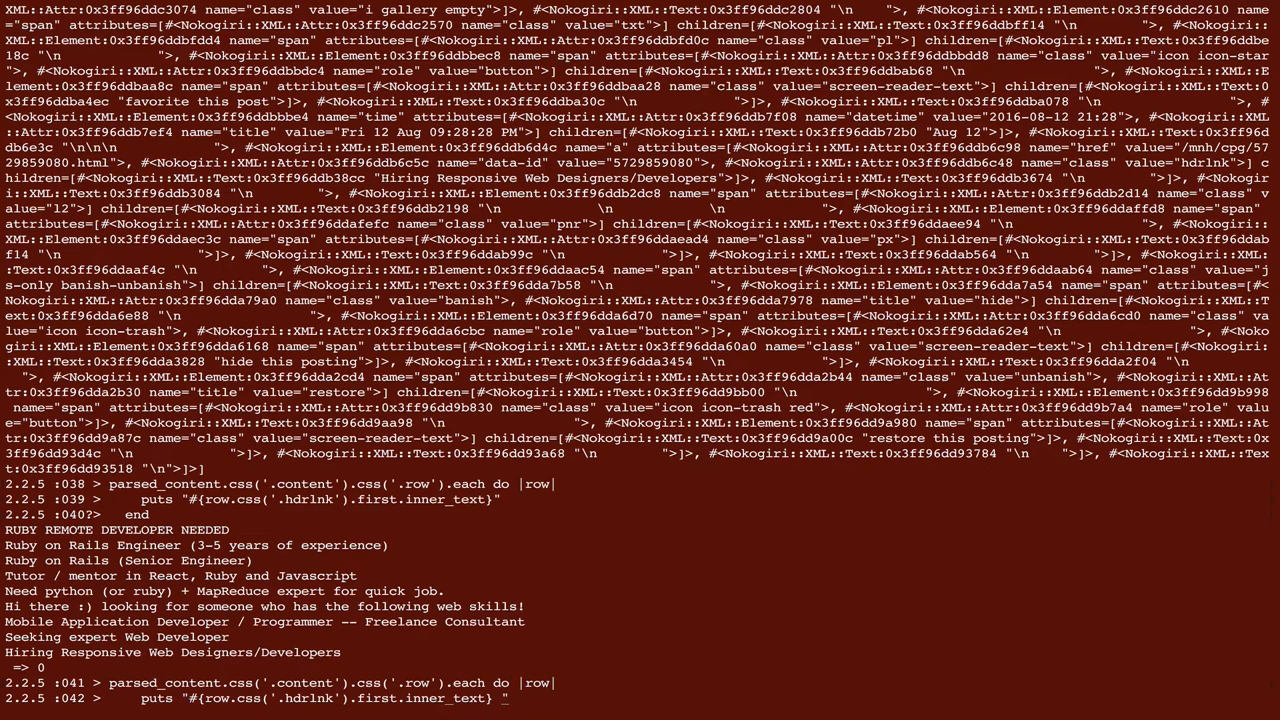 XML::Attr:0x3ff96ddc3074 name="class" value="i gallery empty">]>, #<Nokogiri::XML::Text:0x3ff96ddc2804 "\n      ">, #<Nokogiri::XML::Element:0x3ff96ddc2610 name
="span" attributes=[#<Nokogiri::XML::Attr:0x3ff96ddc2570 name="class" value="txt">] children=[#<Nokogiri::XML::Text:0x3ff96ddbff14 "\n         ">, #<Nokogiri::
XML::Element:0x3ff96ddbfdd4 name="span" attributes=[#<Nokogiri::XML::Attr:0x3ff96ddbfd0c name="class" value="pl">] children=[#<Nokogiri::XML::Text:0x3ff96ddbe
18c "\n            ">, #<Nokogiri::XML::Element:0x3ff96ddbbec8 name="span" attributes=[#<Nokogiri::XML::Attr:0x3ff96ddbbdd8 name="class" value="icon icon-star
">, #<Nokogiri::XML::Attr:0x3ff96ddbbdc4 name="role" value="button">] children=[#<Nokogiri::XML::Text:0x3ff96ddbab68 "\n               ">, #<Nokogiri::XML::E
lement:0x3ff96ddbaa8c name="span" attributes=[#<Nokogiri::XML::Attr:0x3ff96ddbaa28 name="class" value="screen-reader-text">] children=[#<Nokogiri::XML::Text:0
x3ff96ddba4ec "favorite this post">]>, #<Nokogiri::XML::Text:0x3ff96ddba30c "\n            ">]>, #<Nokogiri::XML::Text:0x3ff96ddba078 "\n            ">, #
<Nokogiri::XML::Element:0x3ff96ddbbbe4 name="time" attributes=[#<Nokogiri::XML::Attr:0x3ff96ddb7f08 name="datetime" value="2016-08-12 21:28">, #<Nokogiri::XML
::Attr:0x3ff96ddb7ef4 name="title" value="Fri 12 Aug 09:28:28 PM">] children=[#<Nokogiri::XML::Text:0x3ff96ddb72b0 "Aug 12">]>, #<Nokogiri::XML::Text:0x3ff96d
db6e3c "\n\n\n            ">, #<Nokogiri::XML::Element:0x3ff96ddb6d4c name="a" attributes=[#<Nokogiri::XML::Attr:0x3ff96ddb6c98 name="href" value="/mnh/cpg/57
29859080.html">, #<Nokogiri::XML::Attr:0x3ff96ddb6c5c name="data-id" value="5729859080">, #<Nokogiri::XML::Attr:0x3ff96ddb6c48 name="class" value="hdrlnk">] c
hildren=[#<Nokogiri::XML::Text:0x3ff96ddb38cc "Hiring Responsive Web Designers/Developers">]>, #<Nokogiri::XML::Text:0x3ff96ddb3674 "\n         ">]>, #<Nokogir
i::XML::Text:0x3ff96ddb3084 "\n         ">, #<Nokogiri::XML::Element:0x3ff96ddb2dc8 name="span" attributes=[#<Nokogiri::XML::Attr:0x3ff96ddb2d14 name="class" v
alue="l2">] children=[#<Nokogiri::XML::Text:0x3ff96ddb2198 "\n            \n            \n            ">, #<Nokogiri::XML::Element:0x3ff96ddaffd8 name="span"
attributes=[#<Nokogiri::XML::Attr:0x3ff96ddafefc name="class" value="pnr">] children=[#<Nokogiri::XML::Text:0x3ff96ddaee94 "\n               ">, #<Nokogiri::
XML::Element:0x3ff96ddaec3c name="span" attributes=[#<Nokogiri::XML::Attr:0x3ff96ddaead4 name="class" value="px">] children=[#<Nokogiri::XML::Text:0x3ff96ddab
f14 "\n               ">]>, #<Nokogiri::XML::Text:0x3ff96ddab99c "\n            ">]>, #<Nokogiri::XML::Text:0x3ff96ddab564 "\n         ">]>, #<Nokogiri::XML:
:Text:0x3ff96ddaaf4c "\n         ">, #<Nokogiri::XML::Element:0x3ff96ddaac54 name="span" attributes=[#<Nokogiri::XML::Attr:0x3ff96ddaab64 name="class" value="j
s-only banish-unbanish">] children=[#<Nokogiri::XML::Text:0x3ff96dda7b58 "\n            ">, #<Nokogiri::XML::Element:0x3ff96dda7a54 name="span" attributes=[#<
Nokogiri::XML::Attr:0x3ff96dda79a0 name="class" value="banish">, #<Nokogiri::XML::Attr:0x3ff96dda7978 name="title" value="hide">] children=[#<Nokogiri::XML::T
ext:0x3ff96dda6e88 "\n               ">, #<Nokogiri::XML::Element:0x3ff96dda6d70 name="span" attributes=[#<Nokogiri::XML::Attr:0x3ff96dda6cd0 name="class" va
lue="icon icon-trash">, #<Nokogiri::XML::Attr:0x3ff96dda6cbc name="role" value="button">]>, #<Nokogiri::XML::Text:0x3ff96dda62e4 "\n               ">, #<Noko
giri::XML::Element:0x3ff96dda6168 name="span" attributes=[#<Nokogiri::XML::Attr:0x3ff96dda60a0 name="class" value="screen-reader-text">] children=[#<Nokogiri:
:XML::Text:0x3ff96dda3828 "hide this posting">]>, #<Nokogiri::XML::Text:0x3ff96dda3454 "\n            ">]>, #<Nokogiri::XML::Text:0x3ff96dda2f04 "\n
   ">, #<Nokogiri::XML::Element:0x3ff96dda2cd4 name="span" attributes=[#<Nokogiri::XML::Attr:0x3ff96dda2b44 name="class" value="unbanish">, #<Nokogiri::XML::At
tr:0x3ff96dda2b30 name="title" value="restore">] children=[#<Nokogiri::XML::Text:0x3ff96dd9bb00 "\n               ">, #<Nokogiri::XML::Element:0x3ff96dd9b998
 name="span" attributes=[#<Nokogiri::XML::Attr:0x3ff96dd9b830 name="class" value="icon icon-trash red">, #<Nokogiri::XML::Attr:0x3ff96dd9b7a4 name="role" valu
e="button">]>, #<Nokogiri::XML::Text:0x3ff96dd9aa98 "\n               ">, #<Nokogiri::XML::Element:0x3ff96dd9a980 name="span" attributes=[#<Nokogiri::XML::At
tr:0x3ff96dd9a87c name="class" value="screen-reader-text">] children=[#<Nokogiri::XML::Text:0x3ff96dd9a00c "restore this posting">]>, #<Nokogiri::XML::Text:0x
3ff96dd93d4c "\n            ">]>, #<Nokogiri::XML::Text:0x3ff96dd93a68 "\n         ">]>, #<Nokogiri::XML::Text:0x3ff96dd93784 "\n      ">]>, #<Nokogiri::XML::Tex
t:0x3ff96dd93518 "\n">]>]
2.2.5 :038 > parsed_content.css('.content').css('.row').each do |row|
2.2.5 :039 >     puts "#{row.css('.hdrlnk').first.inner_text}"
2.2.5 :040?>   end
RUBY REMOTE DEVELOPER NEEDED
Ruby on Rails Engineer (3-5 years of experience)
Ruby on Rails (Senior Engineer)
Tutor / mentor in React, Ruby and Javascript
Need python (or ruby) + MapReduce expert for quick job.
Hi there :) looking for someone who has the following web skills!
Mobile Application Developer / Programmer -- Freelance Consultant
Seeking expert Web Developer
Hiring Responsive Web Designers/Developers
 => 0
2.2.5 :041 > parsed_content.css('.content').css('.row').each do |row|
2.2.5 :042 >     puts "#{row.css('.hdrlnk').first.inner_text} "